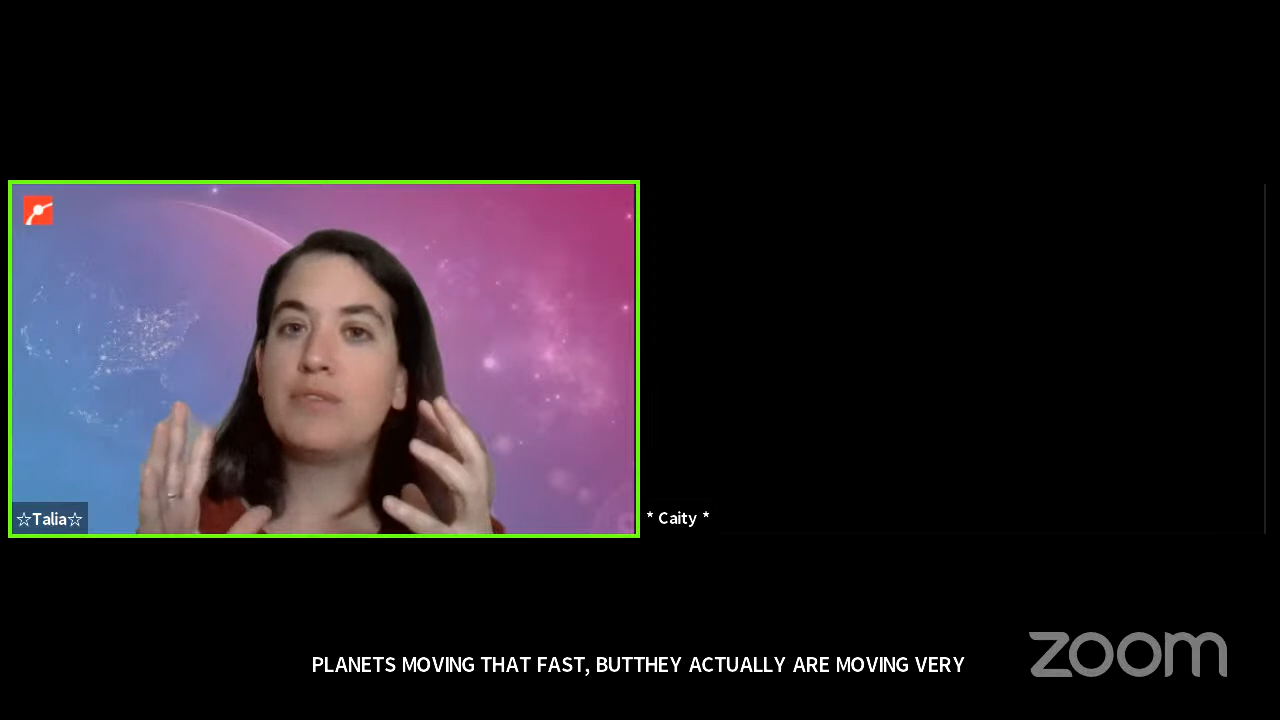 ☆Talia☆
* Caity *
PLANETS MOVING THAT FAST, BUTTHEY ACTUALLY ARE MOVING VERY
zoom